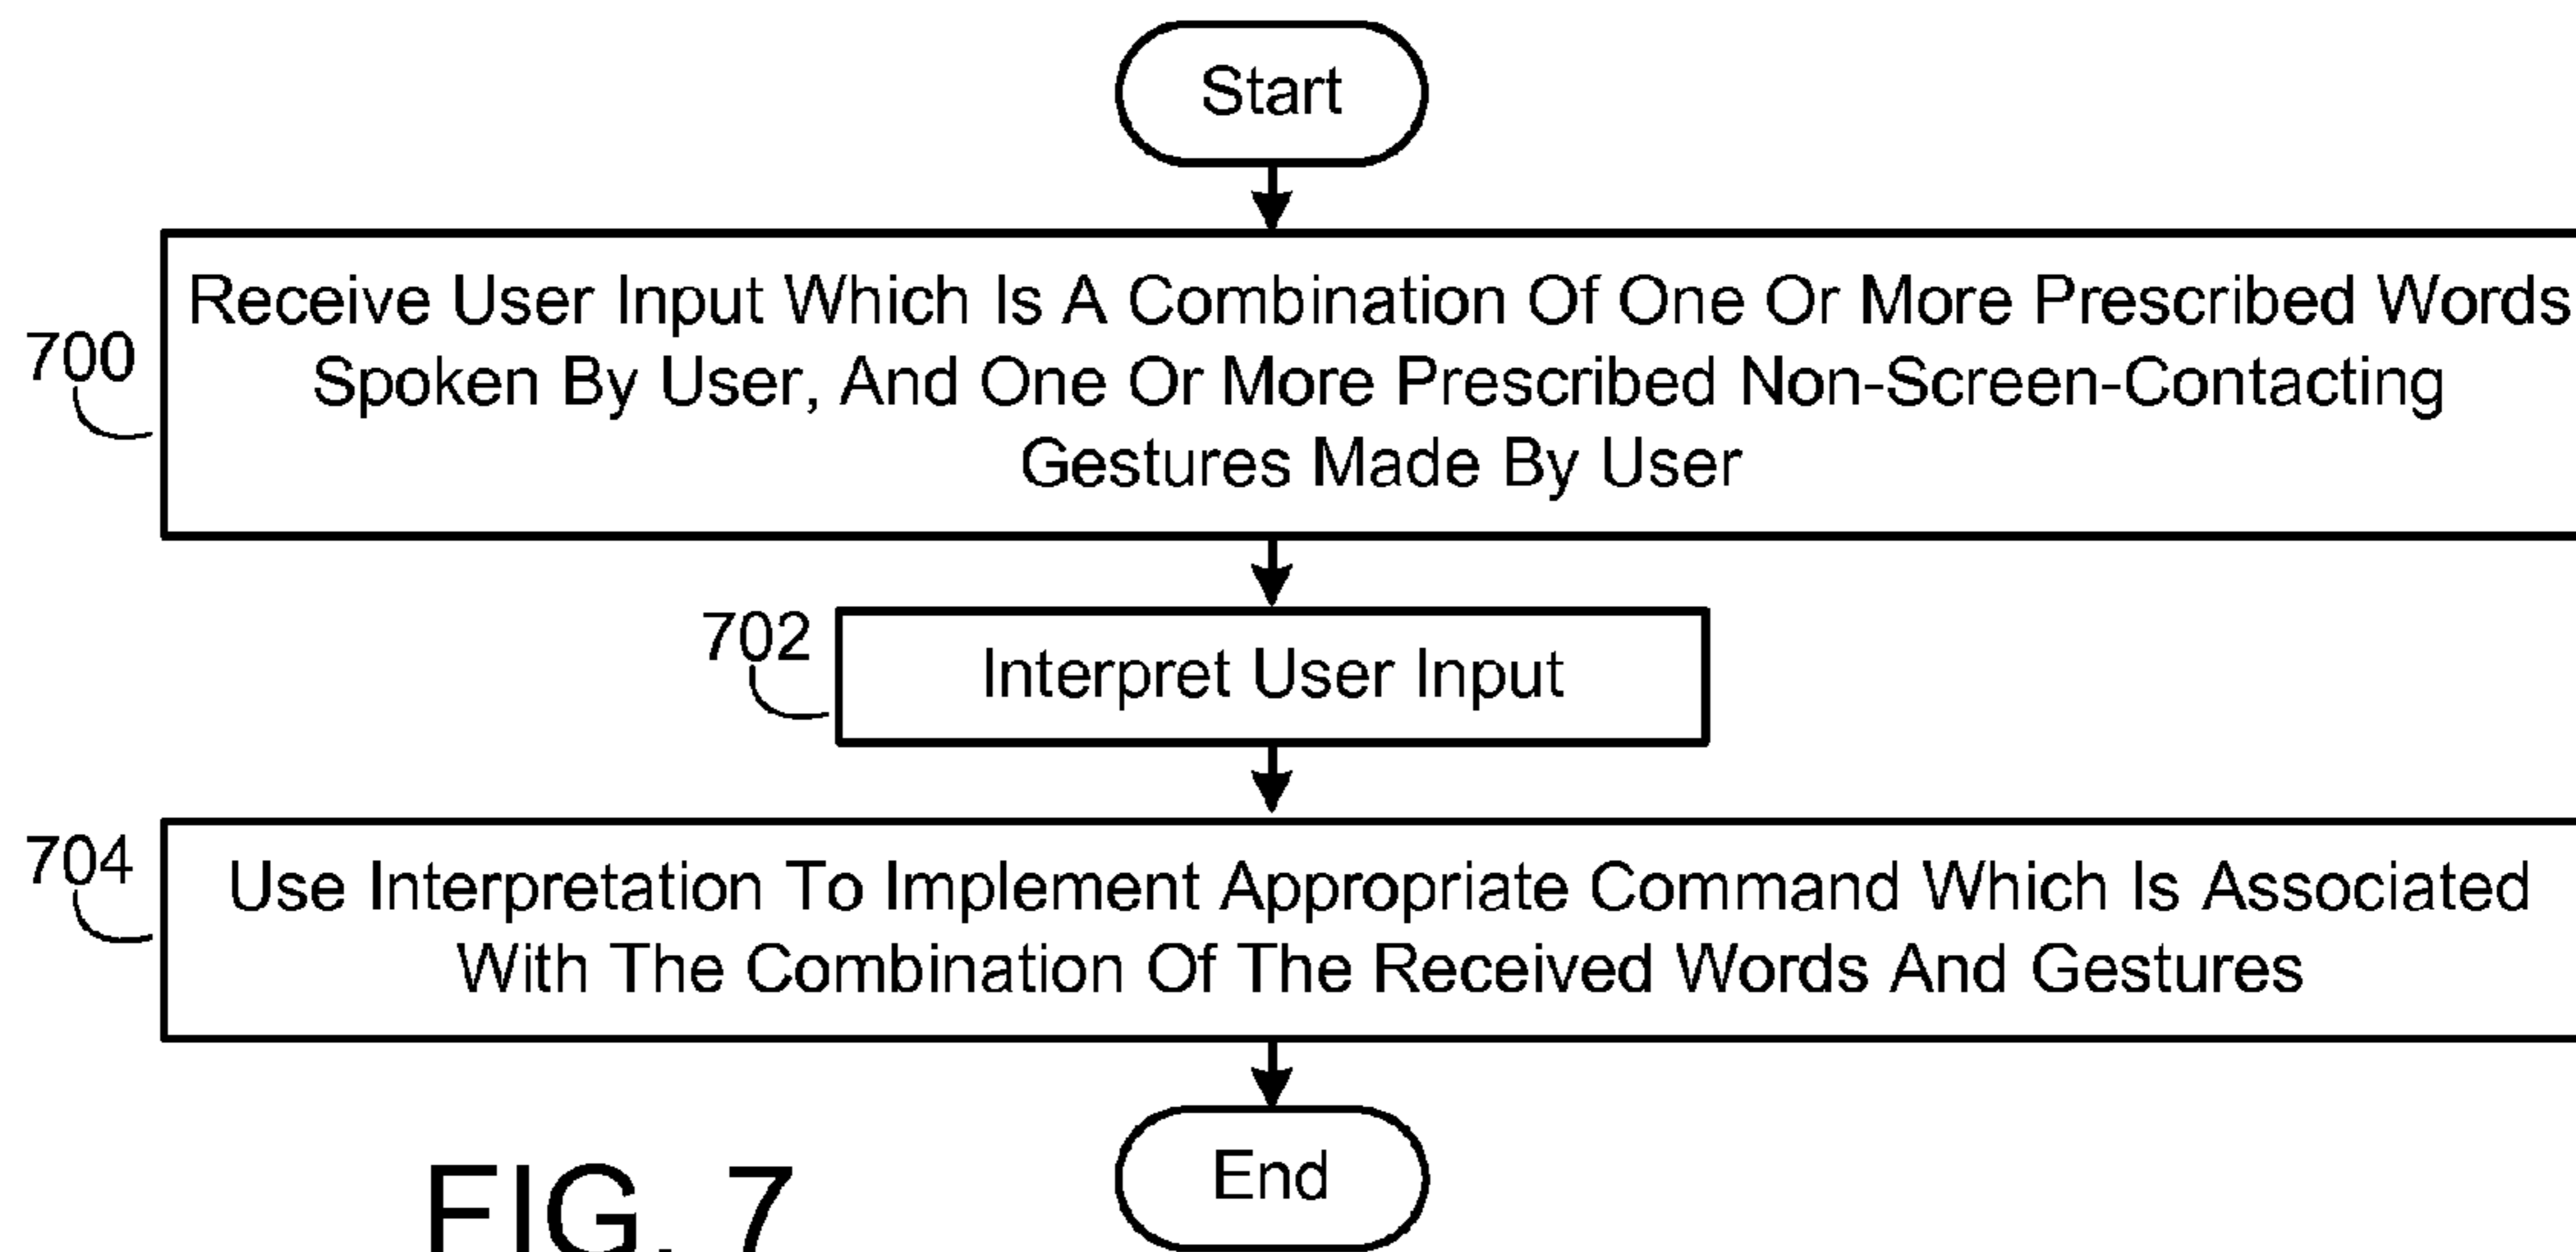 Start
700
Receive User Input Which Is A Combination Of One Or More Prescribed Words
Spoken By User, And One Or More Prescribed Non-Screen-Contacting
Gestures Made By User
702
Interpret User Input
704
Use Interpretation To Implement Appropriate Command Which Is Associated
With The Combination Of The Received Words And Gestures
End
FIG. 7